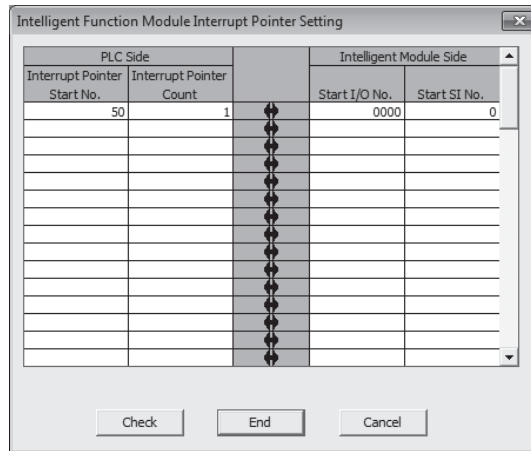 Intelligent Function Module Interrupt Pointer Setting
PLC Side Intelligent Module Side
Interrupt Pointer Interrupt Pointer
Start No. Count Start I/O No. Start SI No.
50 1 0000 0
Check End Cancel